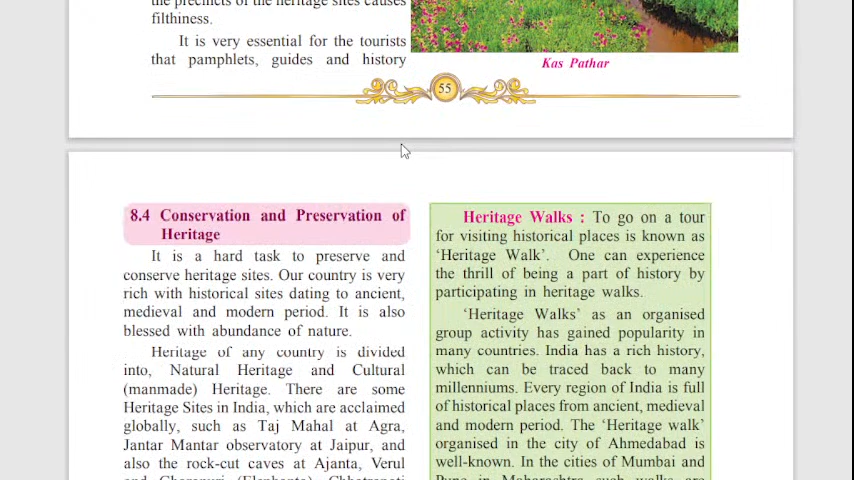 the precincts of the heritage sites causes
filthiness.
It is very essential for the tourists
that pamphlets, guides and history
Kas Pathar
55
8.4 Conservation and Preservation of
Heritage
It is a hard task to preserve and
conserve heritage sites. Our country is very
rich with historical sites dating to ancient,
medieval and modern period. It is also
blessed with abundance of nature.
Heritage of any country is divided
into, Natural Heritage and Cultural
(manmade) Heritage. There are some
Heritage Sites in India, which are acclaimed
globally, such as Taj Mahal at Agra,
Jantar Mantar observatory at Jaipur, and
also the rock-cut caves at Ajanta, Verul
and Gharapuri (Elephanta). Chhatrapati
Heritage Walks : To go on a tour
for visiting historical places is known as
‘Heritage Walk’. One can experience
the thrill of being a part of history by
participating in heritage walks.
‘Heritage Walks’ as an organised
group activity has gained popularity in
many countries. India has a rich history,
which can be traced back to many
millenniums. Every region of India is full
of historical places from ancient, medieval
and modern period. The ‘Heritage walk’
organised in the city of Ahmedabad is
well-known. In the cities of Mumbai and
Pune in Maharashtra such walks are